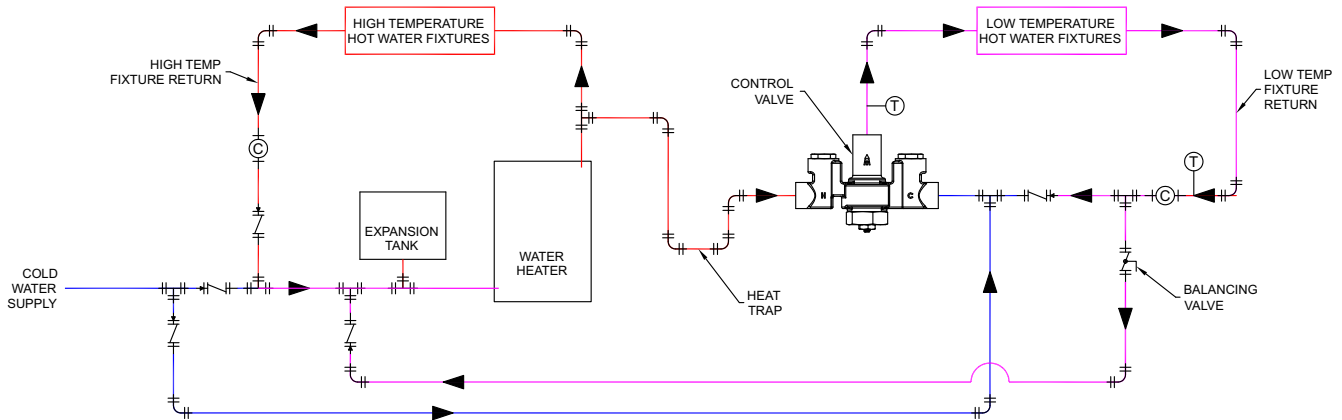 HIGH TEMPERATURE
HOT WATER FIXTURES
LOW TEMPERATURE
HOT WATER FIXTURES
HIGH TEMP
FIXTURE RETURN
CONTROL
VALVE
T
LOW TEMP
FIXTURE
RETURN
C
H
C
T
C
EXPANSION
TANK
WATER
HEATER
COLD
WATER
SUPPLY
HEAT
TRAP
BALANCING
VALVE